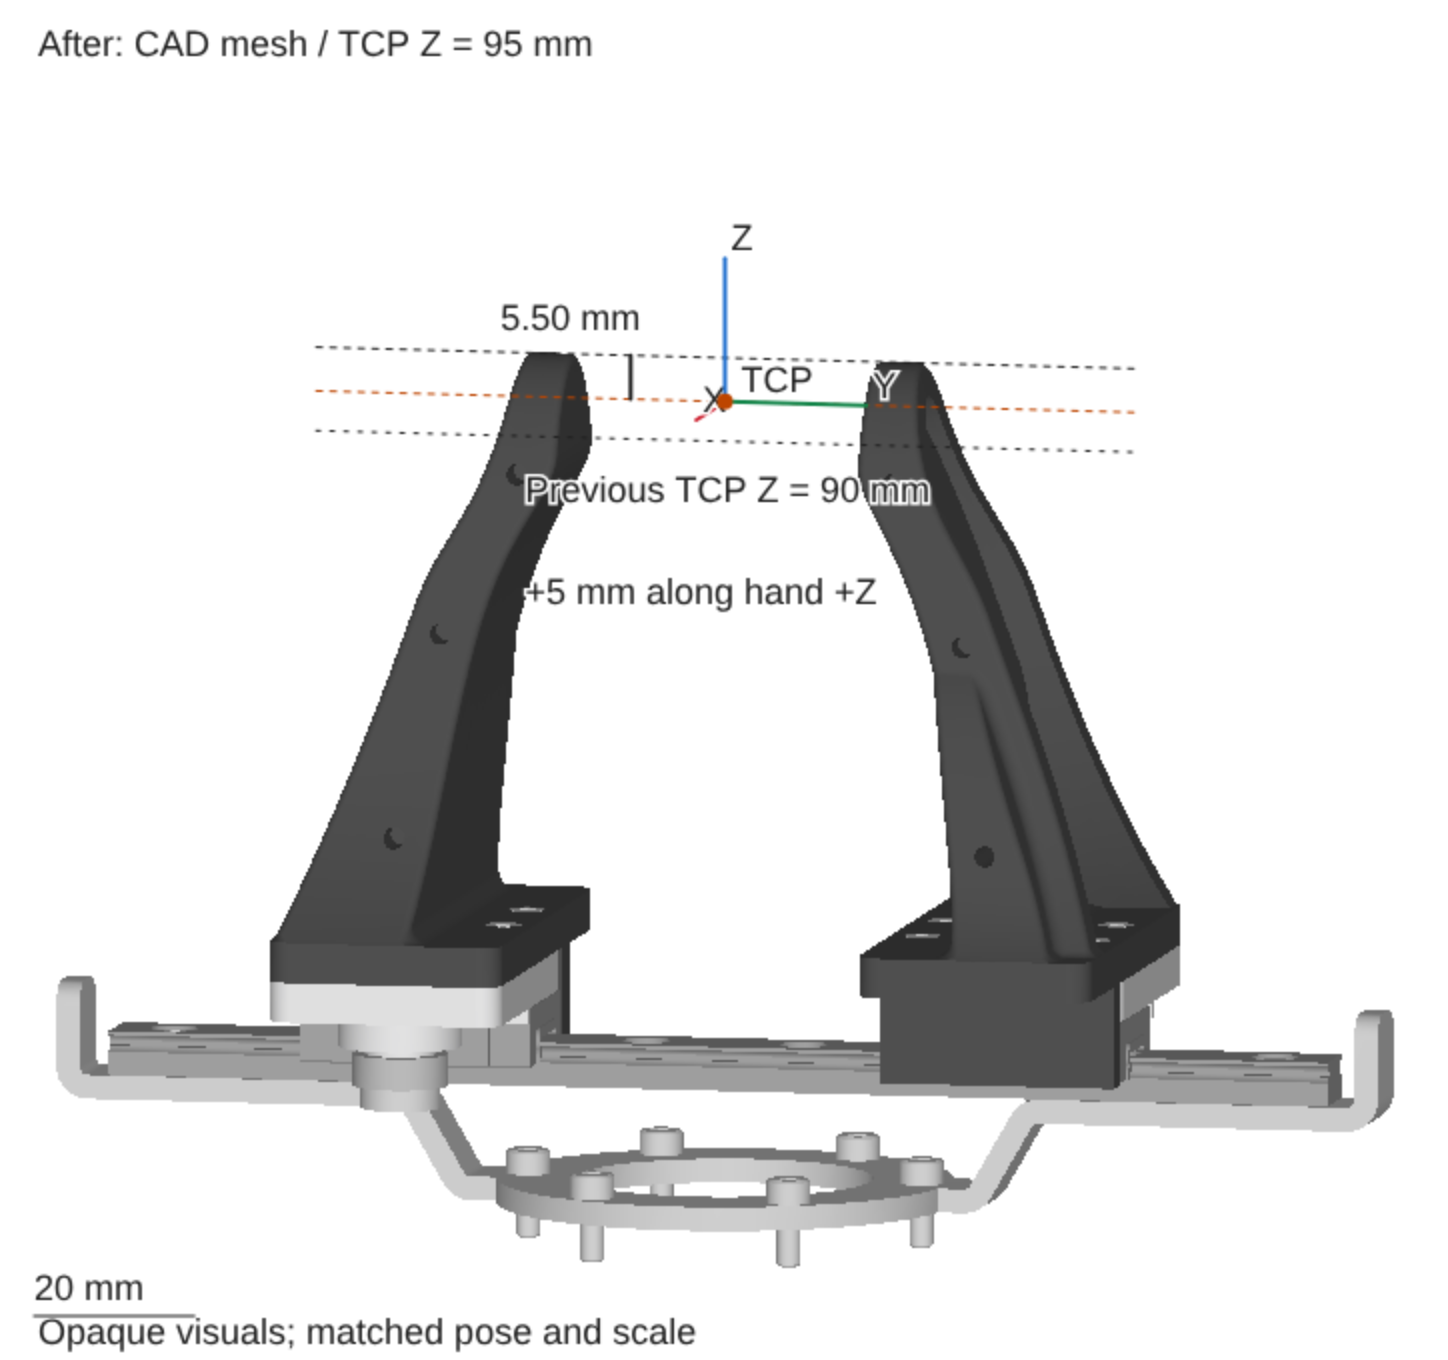 After: CAD mesh / TCP Z = 95 mm
Z
5.50 mm
X
TCP
Y
Previous TCP Z = 90 mm
+5 mm along hand +Z
20 mm
Opaque visuals; matched pose and scale